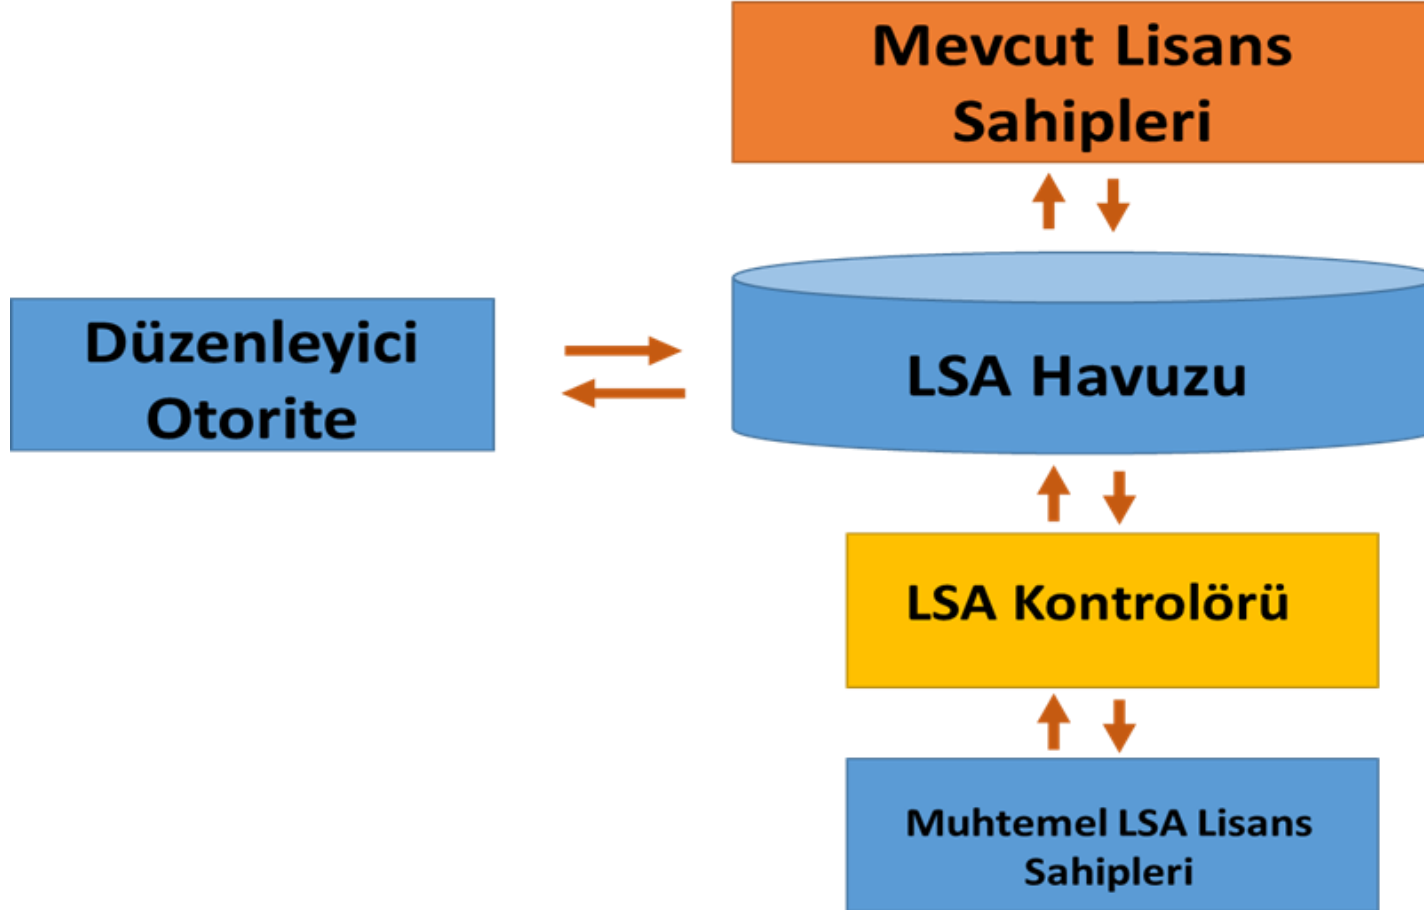 Mevcut Lisans
Sahipleri
Düzenleyici
Otorite
LSA Havuzu
LSA Kontrolörü
Muhtemel LSA Lisans
Sahipleri